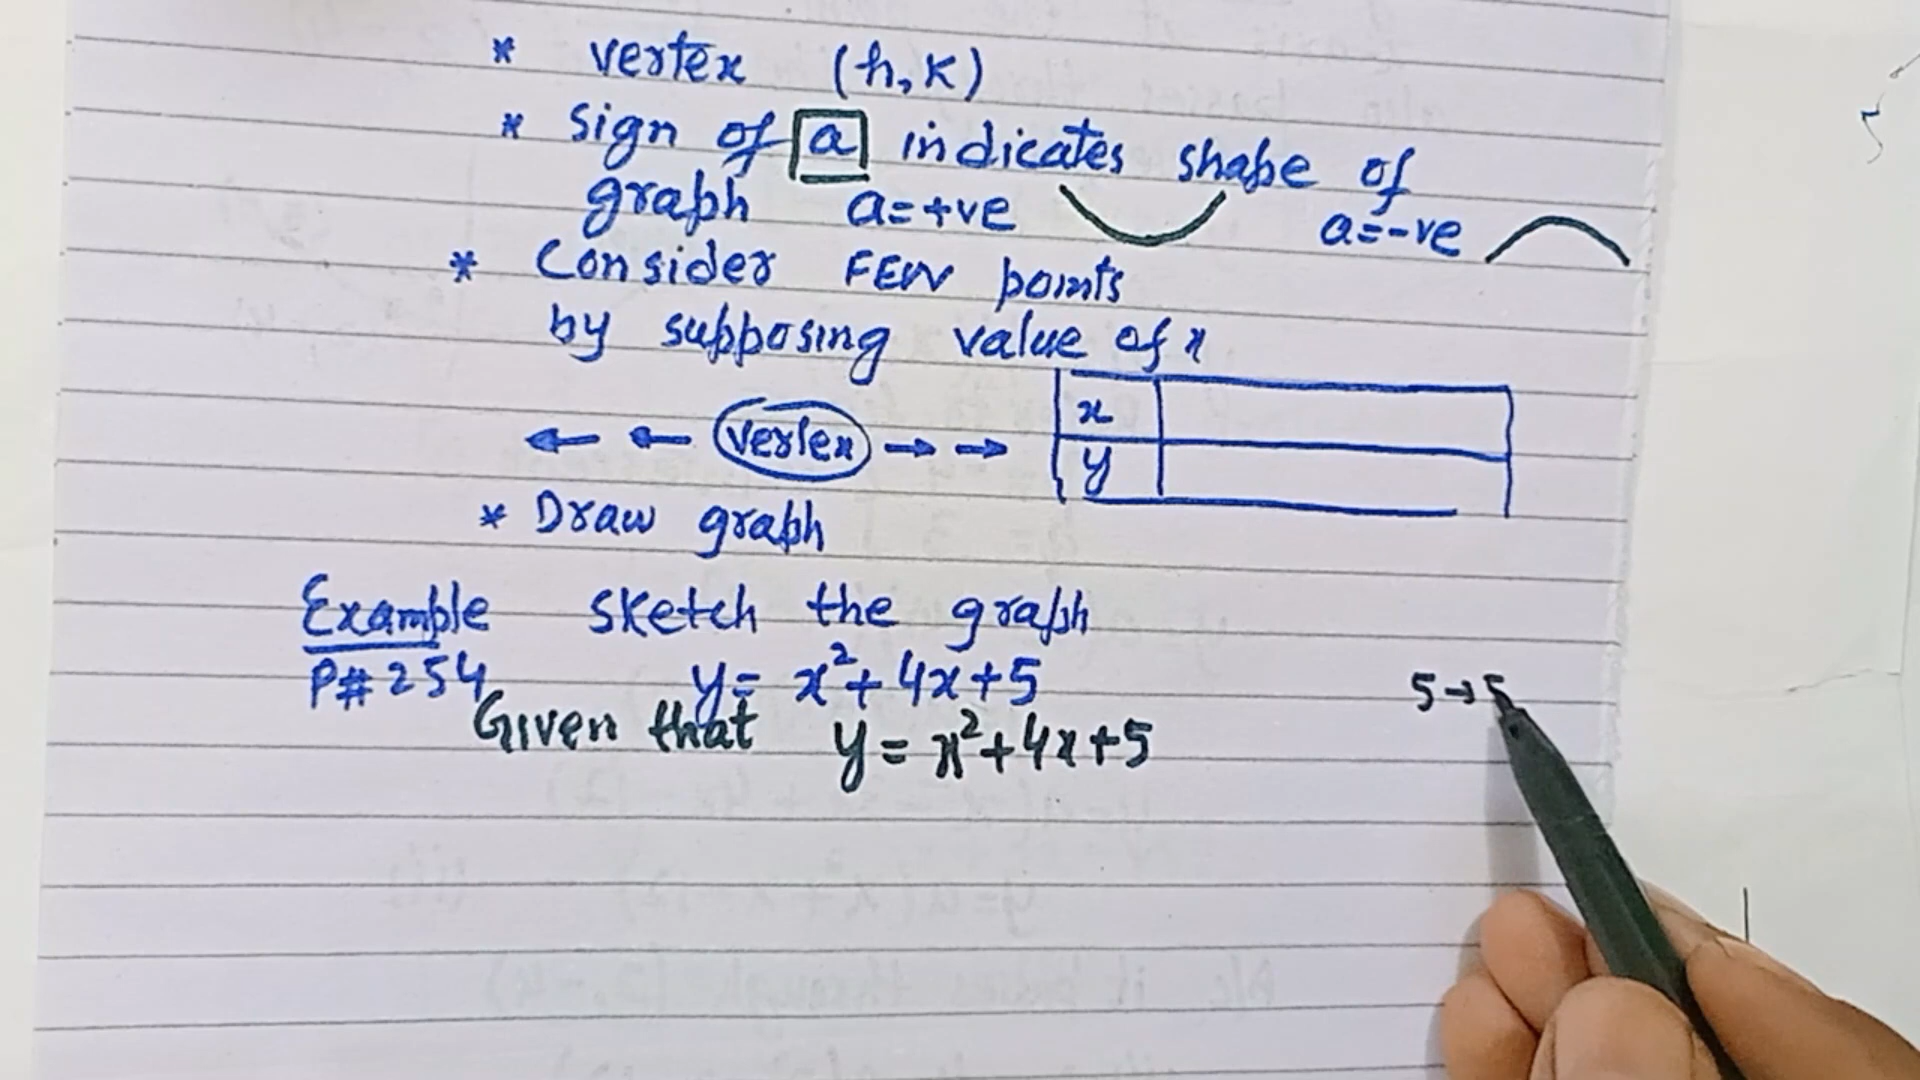 * vertex (h,k)
* sign of a indicates shape of
graph a=+ve a=-ve
* Consider FEW points
by supposing value of x
← ← vertex → →
x
y
* Draw graph
Example sketch the graph
P#254 y= x²+4x+5
5→5
Given that y= x²+4x+5